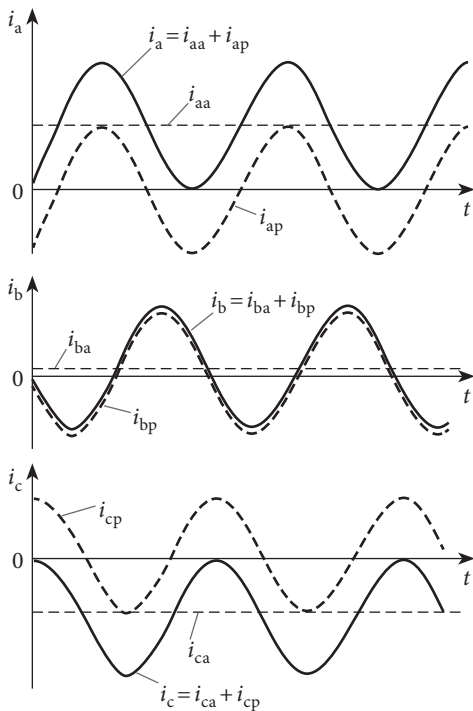 i_a
i_a = i_aa + i_ap
i_aa
0
t
i_ap
i_b
i_b = i_ba + i_bp
i_ba
0
t
i_bp
i_c
i_cp
0
t
i_ca
i_c = i_ca + i_cp